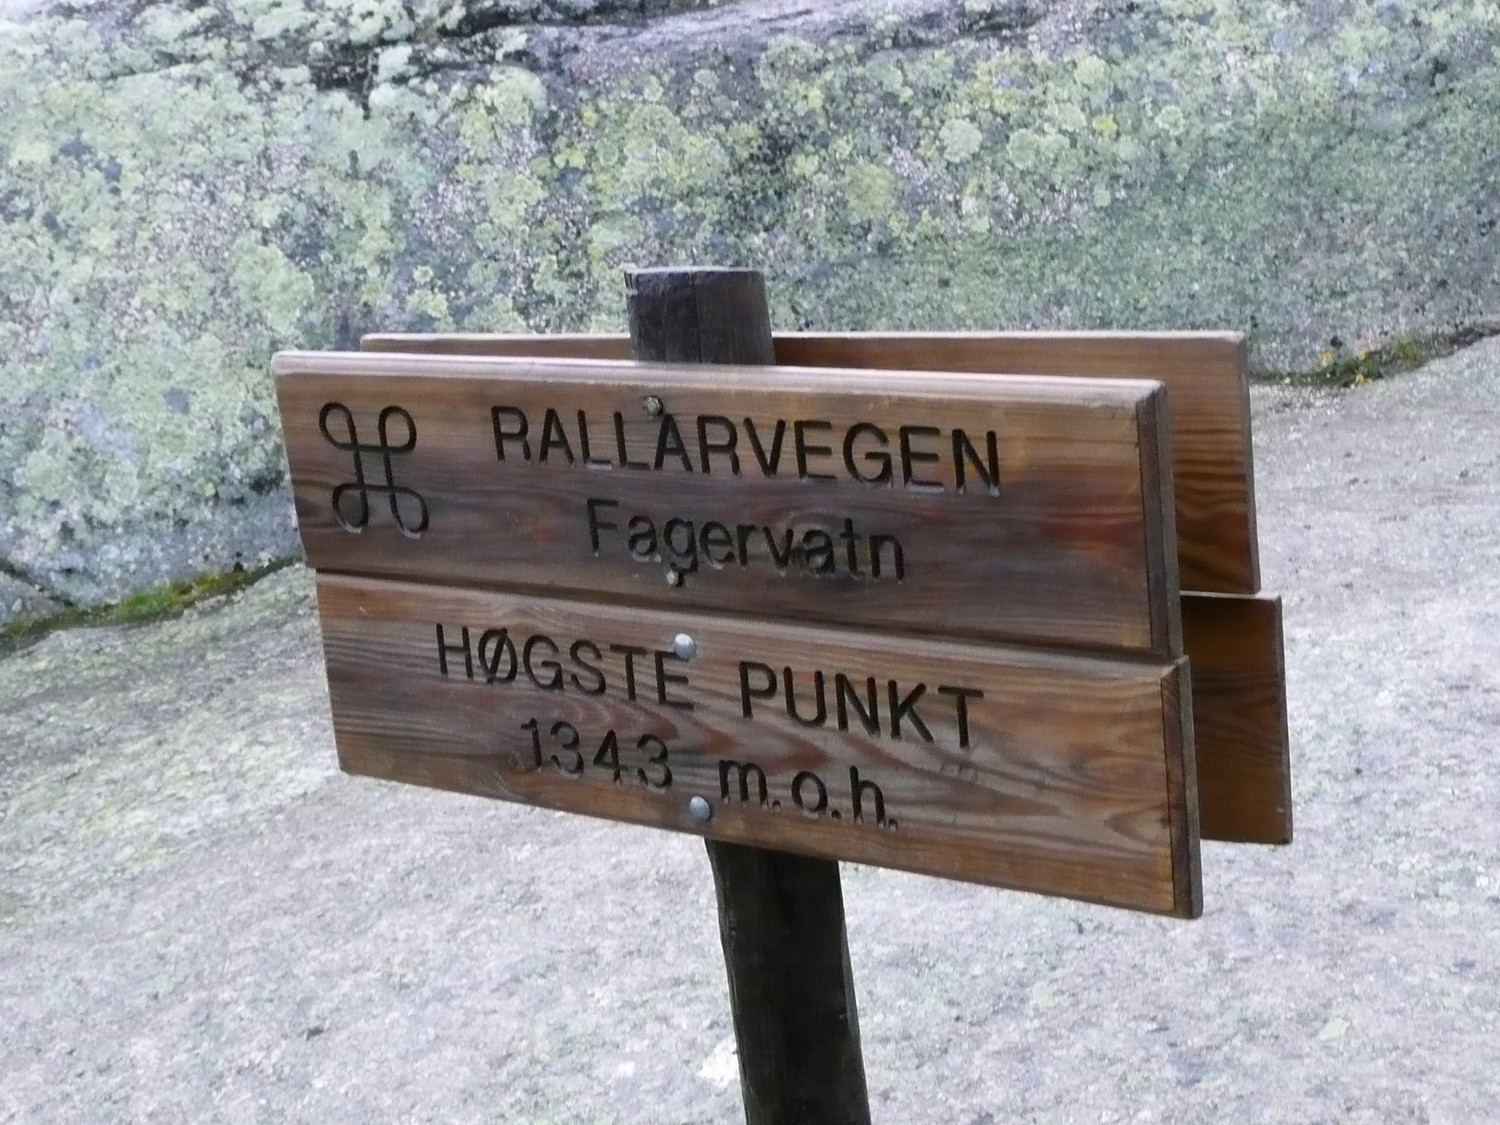 ⌘ RALLARVEGEN
Fagervatn
HØGSTE PUNKT
1343 m.o.h.